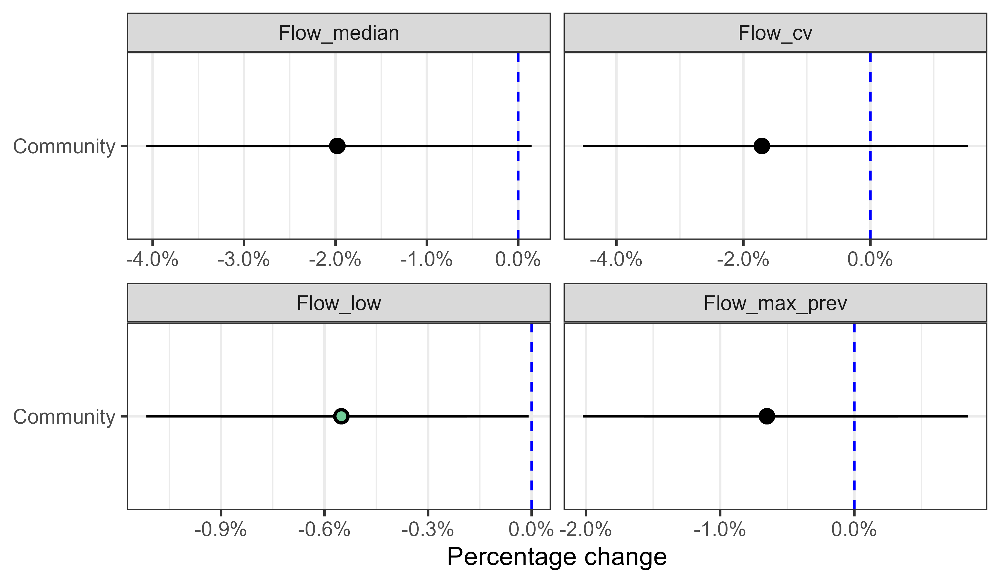 Flow_median Flow_cv
Community
-4.0% -3.0% -2.0% -1.0% 0.0% -4.0% -2.0% 0.0%
Flow_low Flow_max_prev
Community
-0.9% -0.6% -0.3% 0.0% -2.0% -1.0% 0.0%
Percentage change